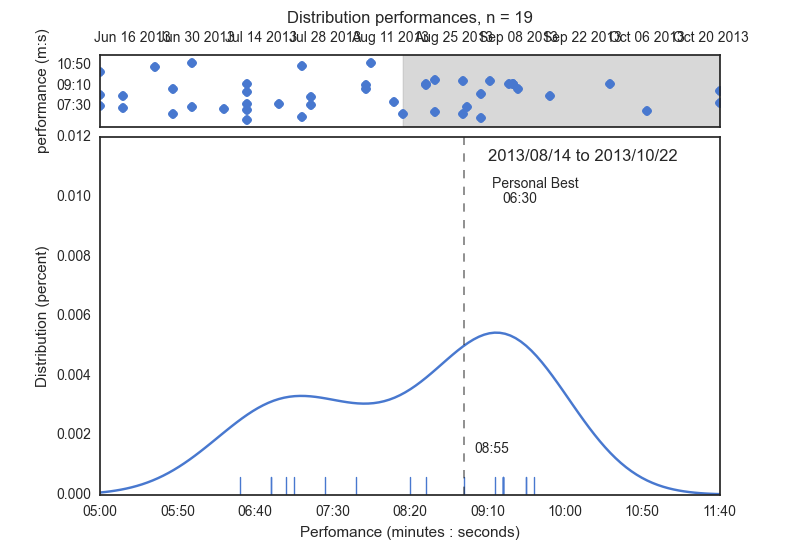 Distribution performances, n = 19
Jun 16 2013 Jun 30 2013 Jul 14 2013 Jul 28 2013 Aug 11 2013 Aug 25 2013 Sep 08 2013 Sep 22 2013 Oct 06 2013 Oct 20 2013
performance (m:s)
10:50
09:10
07:30
0.012
2013/08/14 to 2013/10/22
Personal Best
06:30
0.010
0.008
Distribution (percent)
0.006
0.004
0.002
08:55
0.000
05:00 05:50 06:40 07:30 08:20 09:10 10:00 10:50 11:40
Perfomance (minutes : seconds)